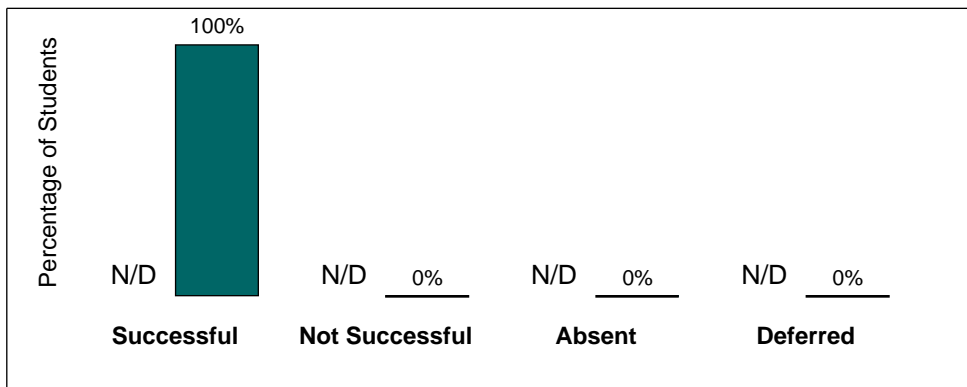 100%
Percentage of Students
N/D
N/D 0%
N/D 0%
N/D 0%
Successful
Not Successful
Absent
Deferred